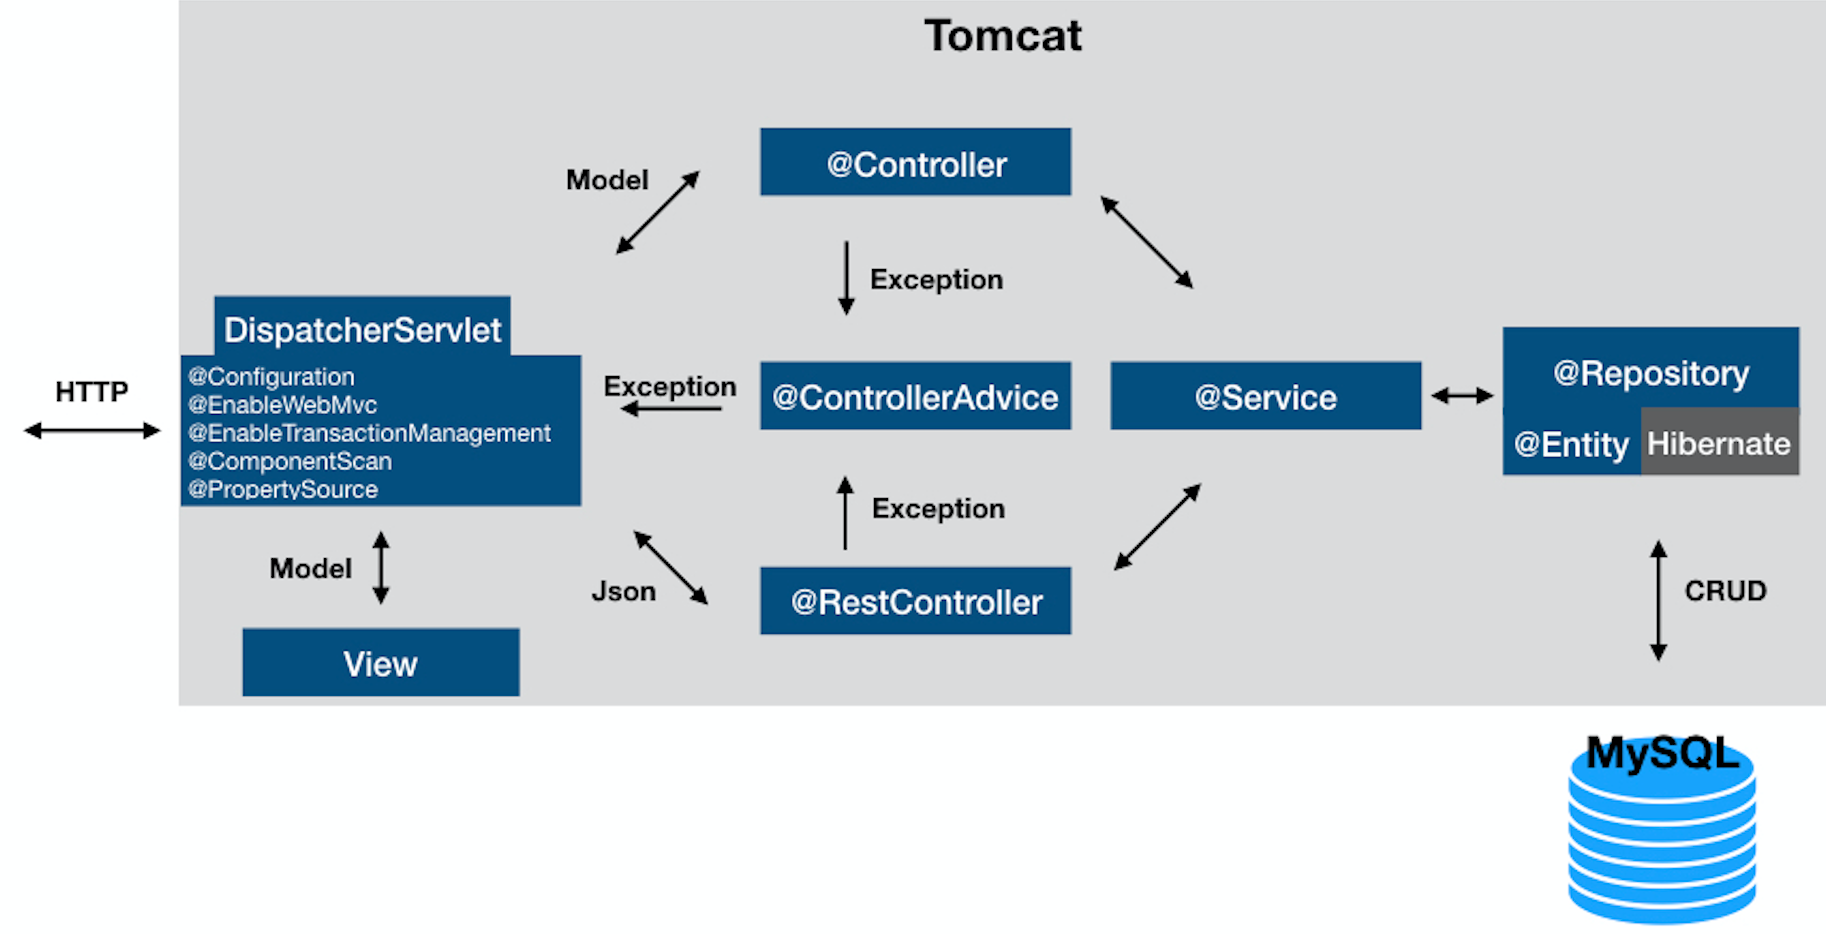 Tomcat
@Controller
Model
Exception
DispatcherServlet
@Configuration
@EnableWebMvc
@EnableTransactionManagement
@ComponentScan
@PropertySource
HTTP
Exception
@ControllerAdvice
@Service
@Repository
@Entity
Hibernate
Exception
Model
Json
@RestController
CRUD
View
MySQL